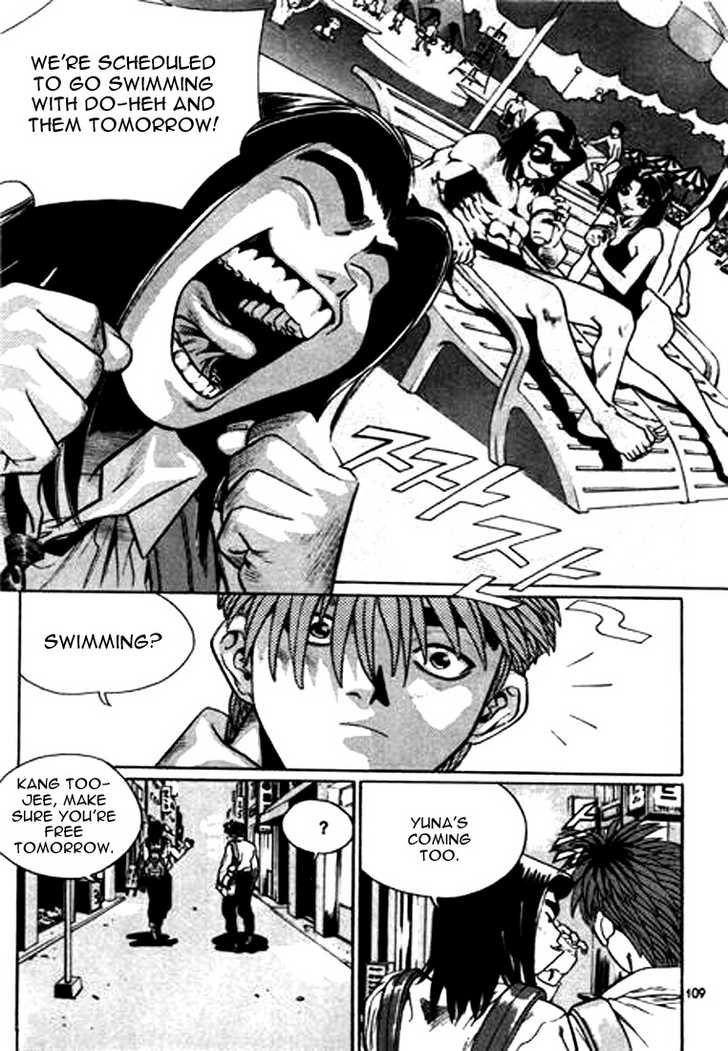 WE'RE SCHEDULED
TO GO SWIMMING
WITH DO-HEH AND
THEM TOMORROW!
SWIMMING?
KANG TOO-
JEE, MAKE
SURE YOU'RE
FREE
TOMORROW.
?
YUNA'S
COMING
TOO.
109